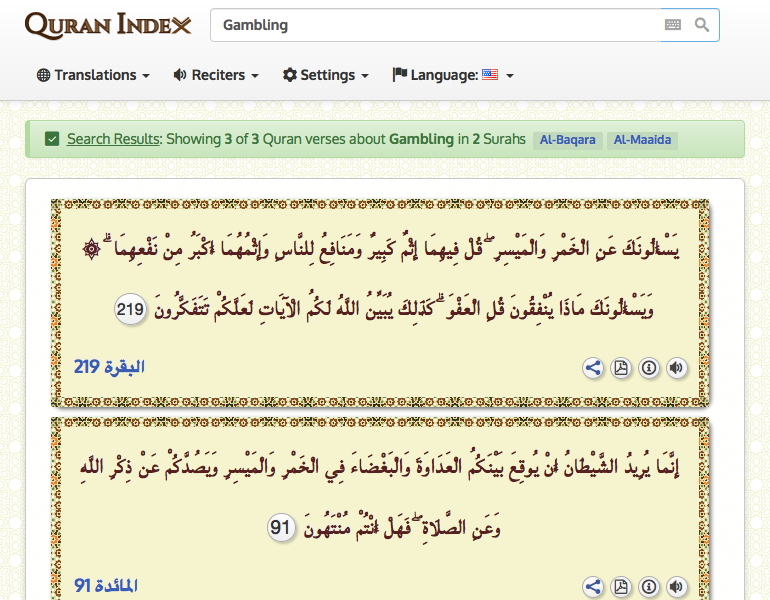 QURAN INDEX
Gambling
Translations Reciters Settings Language:
Search Results: Showing 3 of 3 Quran verses about Gambling in 2 Surahs Al-Baqara Al-Maaida
يَسْأَلُونَكَ عَنِ الْخَمْرِ وَالْمَيْسِرِ ۖ قُلْ فِيهِمَا إِثْمٌ كَبِيرٌ وَمَنَافِعُ لِلنَّاسِ وَإِثْمُهُمَا أَكْبَرُ مِنْ نَفْعِهِمَا ۗ ۞
وَيَسْأَلُونَكَ مَاذَا يُنْفِقُونَ قُلِ الْعَفْوَ ۗ كَذَلِكَ يُبَيِّنُ اللَّهُ لَكُمُ الْآيَاتِ لَعَلَّكُمْ تَتَفَكَّرُونَ 219
البقرة 219
إِنَّمَا يُرِيدُ الشَّيْطَانُ أَنْ يُوقِعَ بَيْنَكُمُ الْعَدَاوَةَ وَالْبَغْضَاءَ فِي الْخَمْرِ وَالْمَيْسِرِ وَيَصُدَّكُمْ عَنْ ذِكْرِ اللَّهِ
وَعَنِ الصَّلَاةِ ۖ فَهَلْ أَنْتُمْ مُنْتَهُونَ 91
المائدة 91